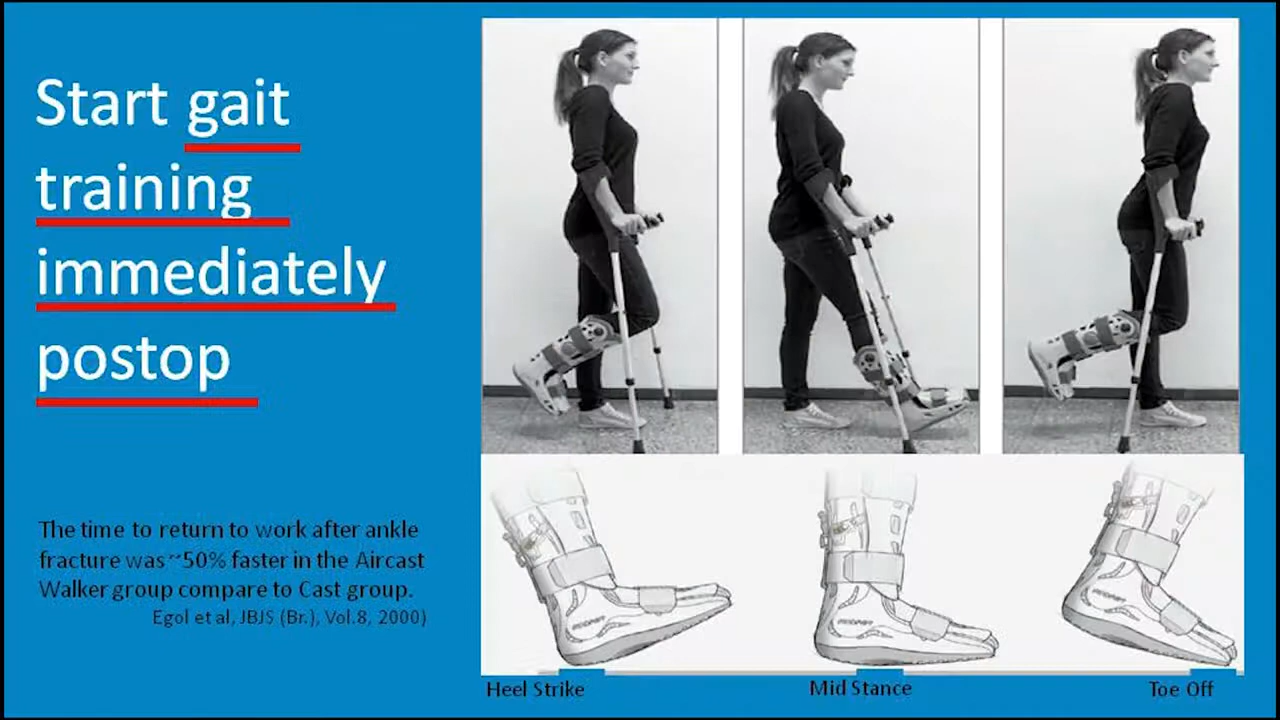 Start gait
training
immediately
postop
The time to return to work after ankle
fracture was ~50% faster in the Aircast
Walker group compare to Cast group.
Egol et al, JBJS (Br.), Vol.8, 2000)
Heel Strike
Mid Stance
Toe Off